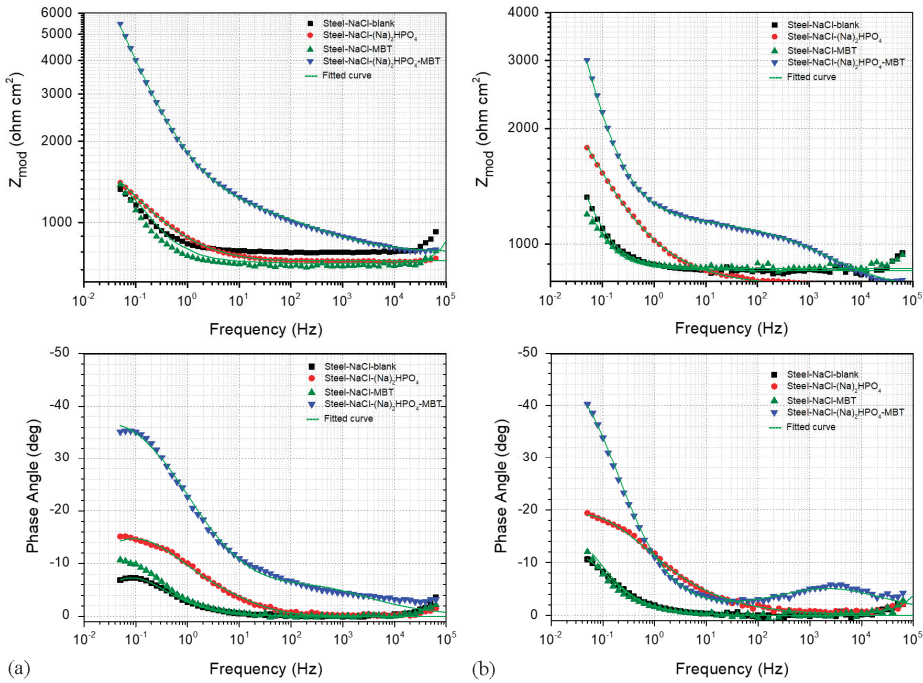 6000
5000
4000
3000
2000
1000
Z_mod (ohm cm²)
Steel-NaCl-blank
Steel-NaCl-(Na)₂HPO₄
Steel-NaCl-MBT
Steel-NaCl-(Na)₂HPO₄-MBT
Fitted curve
10⁻² 10⁻¹ 10⁰ 10¹ 10² 10³ 10⁴ 10⁵
Frequency (Hz)
4000
3000
2000
1000
Z_mod (ohm cm²)
Steel-NaCl-blank
Steel-NaCl-(Na)₂HPO₄
Steel-NaCl-MBT
Steel-NaCl-(Na)₂HPO₄-MBT
Fitted curve
10⁻² 10⁻¹ 10⁰ 10¹ 10² 10³ 10⁴ 10⁵
Frequency (Hz)
-50
-40
30
-20
-10
0
Phase Angle (deg)
Steel-NaCl-blank
Steel-NaCl-(Na)₂HPO₄
Steel-NaCl-MBT
Steel-NaCl-(Na)₂HPO₄-MBT
Fitted curve
10⁻² 10⁻¹ 10⁰ 10¹ 10² 10³ 10⁴ 10⁵
Frequency (Hz)
(a)
-50
-40
30
-20
-10
0
Phase Angle (deg)
Steel-NaCl-blank
Steel-NaCl-(Na)₂HPO₄
Steel-NaCl-MBT
Steel-NaCl-(Na)₂HPO₄-MBT
Fitted curve
10⁻² 10⁻¹ 10⁰ 10¹ 10² 10³ 10⁴ 10⁵
Frequency (Hz)
(b)